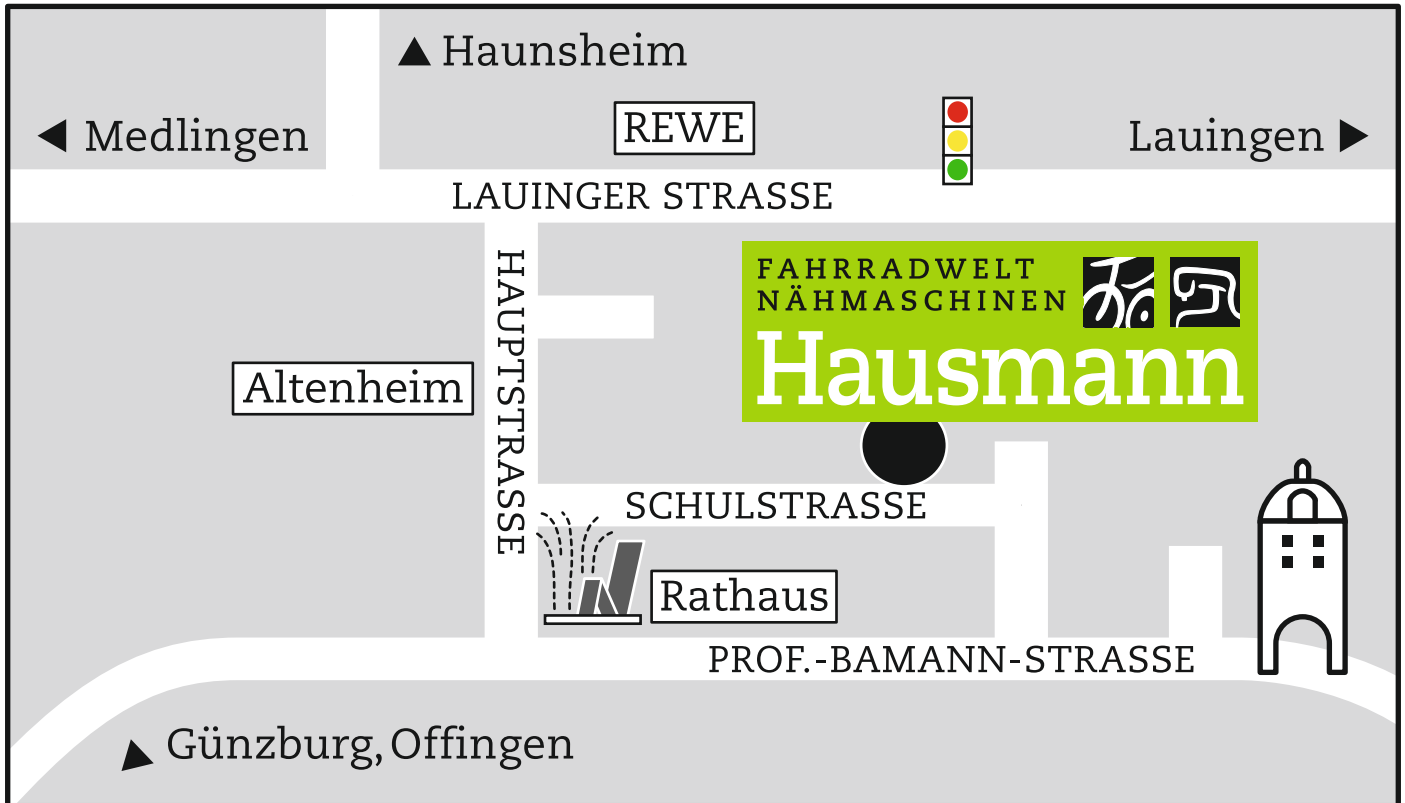 Haunsheim
Medlingen
REWE
Lauingen
LAUINGER STRASSE
HAUPTSTRASSE
FAHRRADWELT
NÄHMASCHINEN
Hausmann
Altenheim
SCHULSTRASSE
Rathaus
PROF.-BAMANN-STRASSE
Günzburg, Offingen